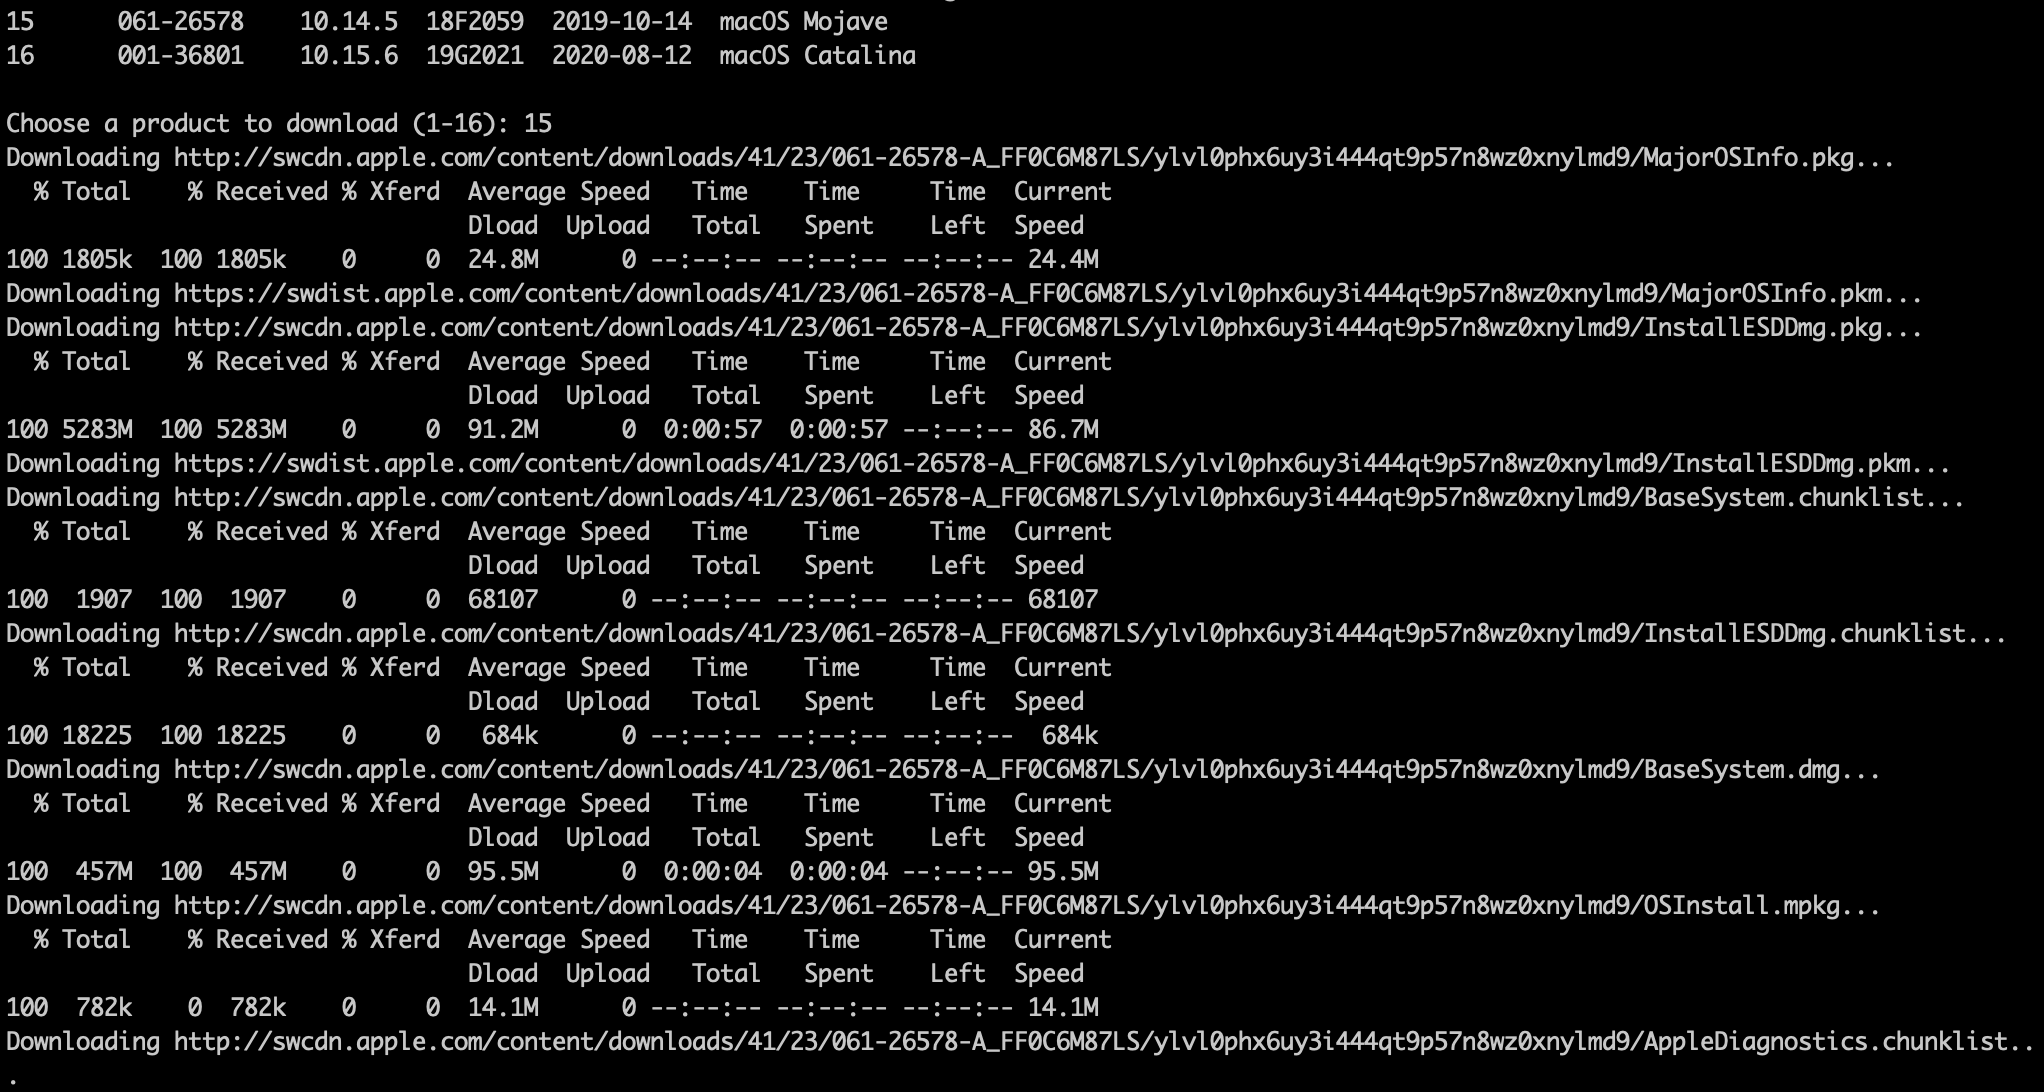 15      061-26578    10.14.5  18F2059  2019-10-14  macOS Mojave
16      001-36801    10.15.6  19G2021  2020-08-12  macOS Catalina
Choose a product to download (1-16): 15
Downloading http://swcdn.apple.com/content/downloads/41/23/061-26578-A_FF0C6M87LS/ylvl0phx6uy3i444qt9p57n8wz0xnylmd9/MajorOSInfo.pkg...
  % Total    % Received % Xferd  Average Speed   Time    Time     Time  Current
                                 Dload  Upload   Total   Spent    Left  Speed
100 1805k  100 1805k    0     0  24.8M      0 --:--:-- --:--:-- --:--:-- 24.4M
Downloading https://swdist.apple.com/content/downloads/41/23/061-26578-A_FF0C6M87LS/ylvl0phx6uy3i444qt9p57n8wz0xnylmd9/MajorOSInfo.pkm...
Downloading http://swcdn.apple.com/content/downloads/41/23/061-26578-A_FF0C6M87LS/ylvl0phx6uy3i444qt9p57n8wz0xnylmd9/InstallESDDmg.pkg...
  % Total    % Received % Xferd  Average Speed   Time    Time     Time  Current
                                 Dload  Upload   Total   Spent    Left  Speed
100 5283M  100 5283M    0     0  91.2M      0  0:00:57  0:00:57 --:--:-- 86.7M
Downloading https://swdist.apple.com/content/downloads/41/23/061-26578-A_FF0C6M87LS/ylvl0phx6uy3i444qt9p57n8wz0xnylmd9/InstallESDDmg.pkm...
Downloading http://swcdn.apple.com/content/downloads/41/23/061-26578-A_FF0C6M87LS/ylvl0phx6uy3i444qt9p57n8wz0xnylmd9/BaseSystem.chunklist...
  % Total    % Received % Xferd  Average Speed   Time    Time     Time  Current
                                 Dload  Upload   Total   Spent    Left  Speed
100  1907  100  1907    0     0  68107      0 --:--:-- --:--:-- --:--:-- 68107
Downloading http://swcdn.apple.com/content/downloads/41/23/061-26578-A_FF0C6M87LS/ylvl0phx6uy3i444qt9p57n8wz0xnylmd9/InstallESDDmg.chunklist...
  % Total    % Received % Xferd  Average Speed   Time    Time     Time  Current
                                 Dload  Upload   Total   Spent    Left  Speed
100 18225  100 18225    0     0   684k      0 --:--:-- --:--:-- --:--:--  684k
Downloading http://swcdn.apple.com/content/downloads/41/23/061-26578-A_FF0C6M87LS/ylvl0phx6uy3i444qt9p57n8wz0xnylmd9/BaseSystem.dmg...
  % Total    % Received % Xferd  Average Speed   Time    Time     Time  Current
                                 Dload  Upload   Total   Spent    Left  Speed
100  457M  100  457M    0     0  95.5M      0  0:00:04  0:00:04 --:--:-- 95.5M
Downloading http://swcdn.apple.com/content/downloads/41/23/061-26578-A_FF0C6M87LS/ylvl0phx6uy3i444qt9p57n8wz0xnylmd9/OSInstall.mpkg...
  % Total    % Received % Xferd  Average Speed   Time    Time     Time  Current
                                 Dload  Upload   Total   Spent    Left  Speed
100  782k    0  782k    0     0  14.1M      0 --:--:-- --:--:-- --:--:-- 14.1M
Downloading http://swcdn.apple.com/content/downloads/41/23/061-26578-A_FF0C6M87LS/ylvl0phx6uy3i444qt9p57n8wz0xnylmd9/AppleDiagnostics.chunklist..
.